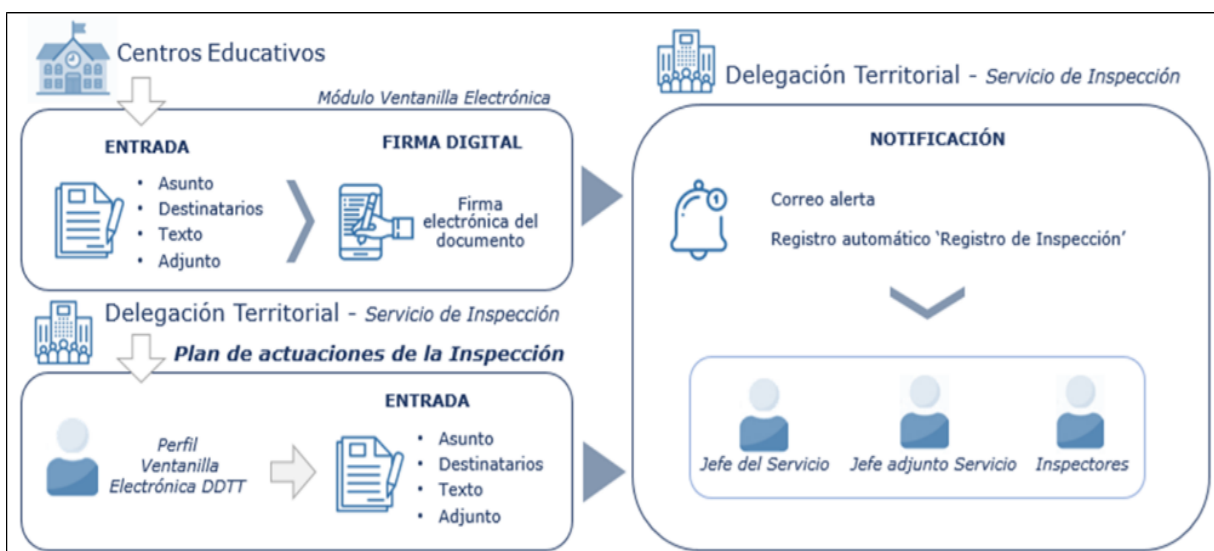 Centros Educativos
Módulo Ventanilla Electrónica
ENTRADA
• Asunto
• Destinatarios
• Texto
• Adjunto
FIRMA DIGITAL
Firma
electrónica del
documento
Delegación Territorial - Servicio de Inspección
Plan de actuaciones de la Inspección
Perfil
Ventanilla
Electrónica DDTT
ENTRADA
• Asunto
• Destinatarios
• Texto
• Adjunto
Delegación Territorial - Servicio de Inspección
NOTIFICACIÓN
1
Correo alerta
Registro automático ‘Registro de Inspección’
Jefe del Servicio
Jefe adjunto Servicio
Inspectores